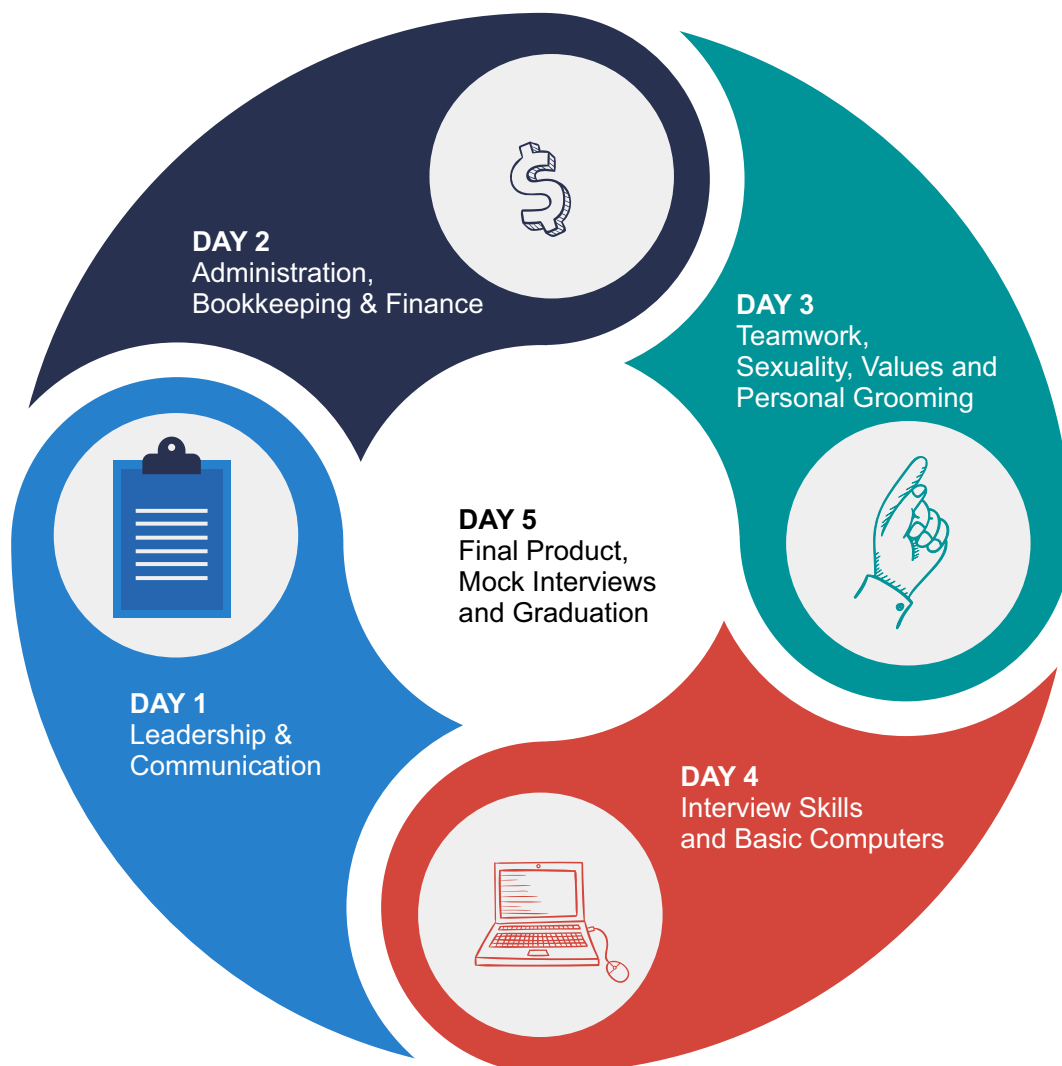 DAY 1
Leadership &
Communication
DAY 2
Administration,
Bookkeeping & Finance
DAY 3
Teamwork,
Sexuality, Values and
Personal Grooming
DAY 4
Interview Skills
and Basic Computers
DAY 5
Final Product,
Mock Interviews
and Graduation